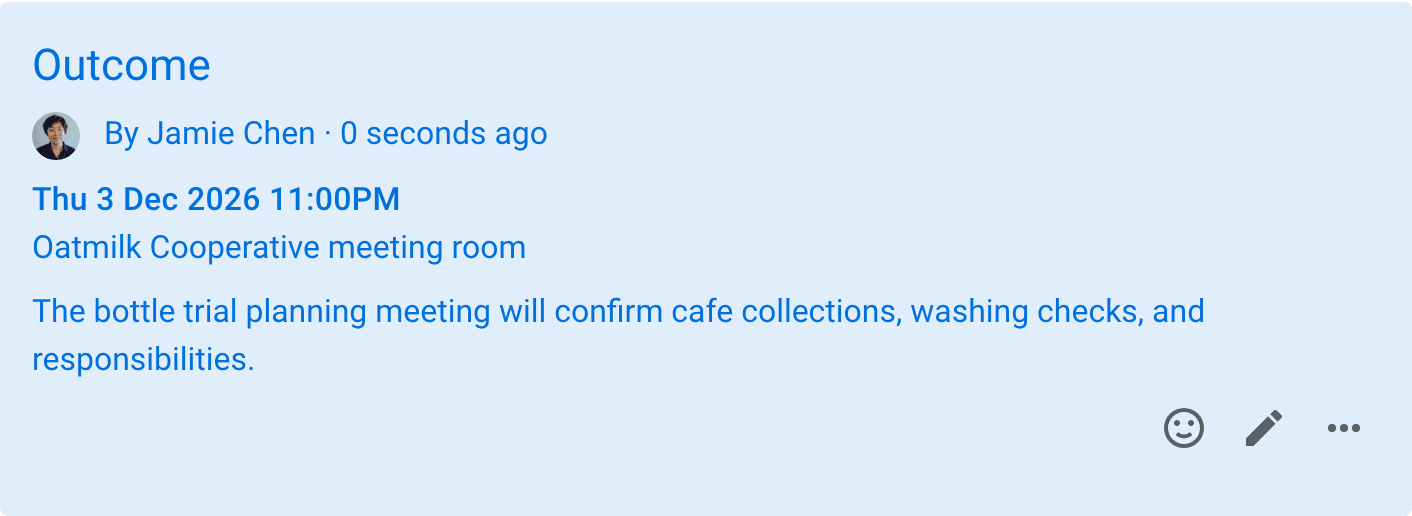 Outcome
By Jamie Chen · 0 seconds ago
Thu 3 Dec 2026 11:00PM
Oatmilk Cooperative meeting room
The bottle trial planning meeting will confirm cafe collections, washing checks, and
responsibilities.